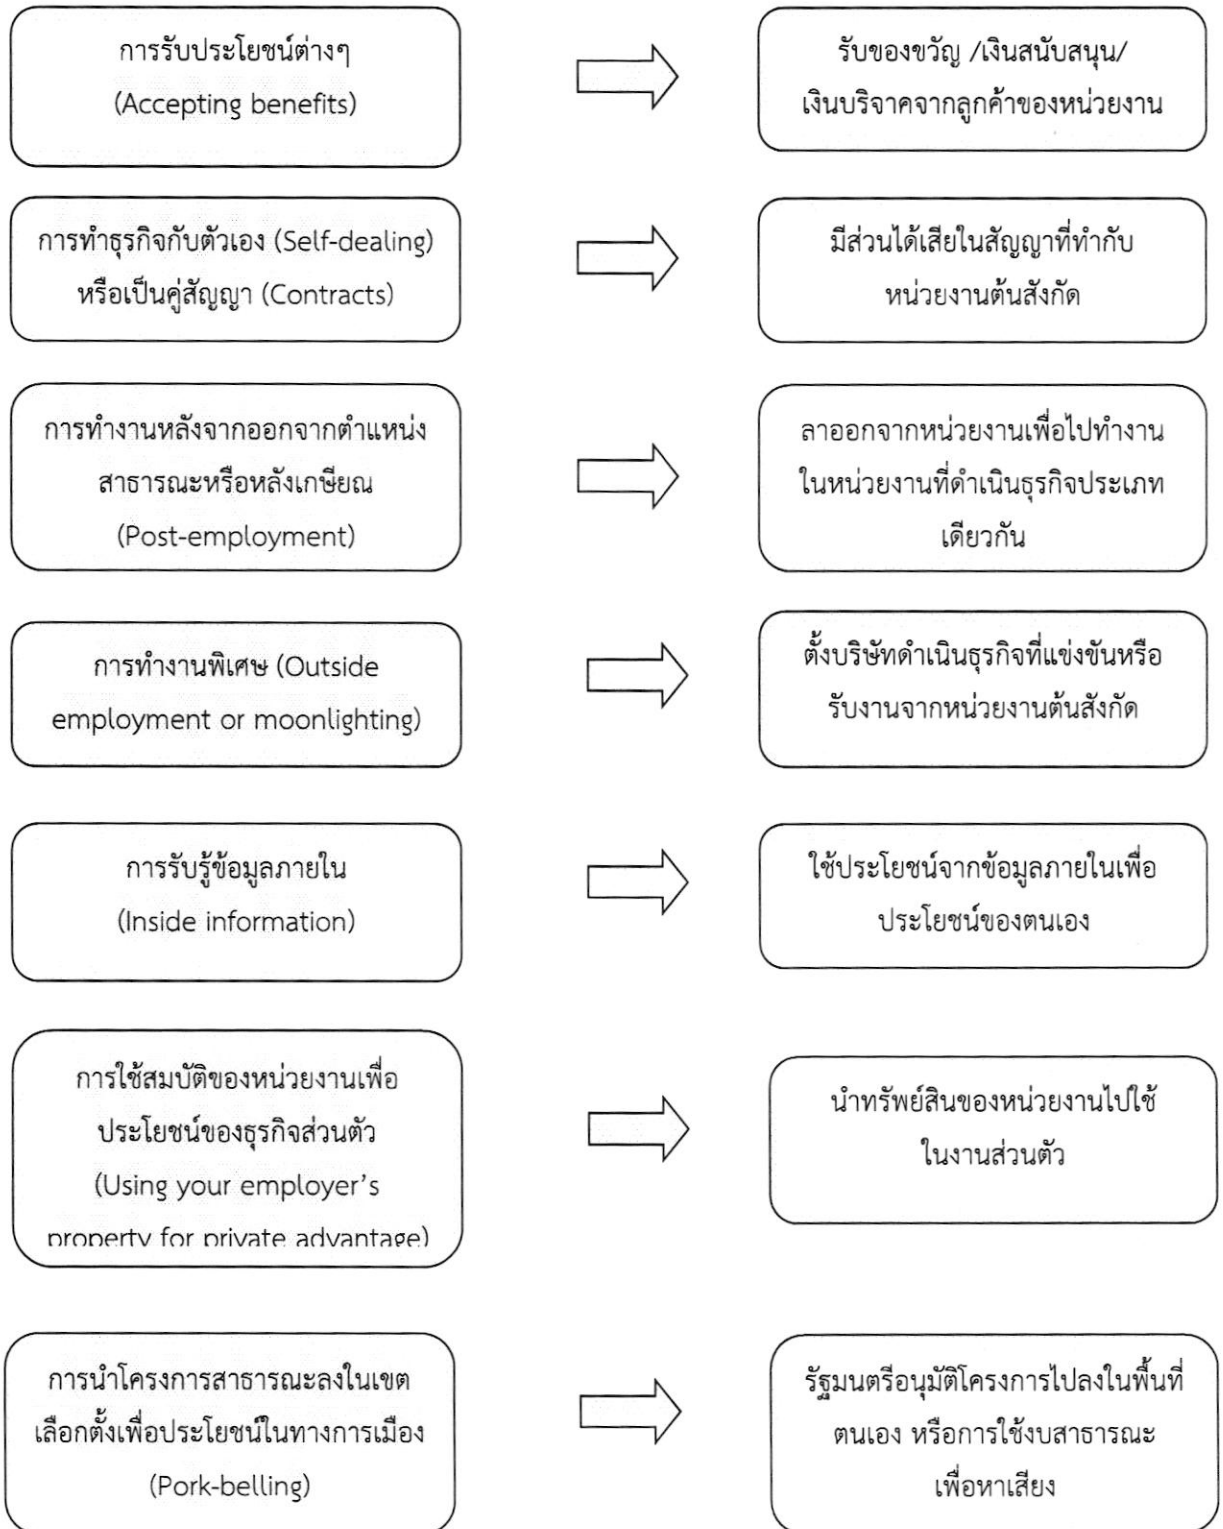 การรับประโยชน์ต่างๆ
(Accepting benefits)
รับของขวัญ /เงินสนับสนุน/
เงินบริจาคจากลูกค้าของหน่วยงาน
การทำธุรกิจกับตัวเอง (Self-dealing)
หรือเป็นคู่สัญญา (Contracts)
มีส่วนได้เสียในสัญญาที่ทำกับ
หน่วยงานต้นสังกัด
การทำงานหลังจากออกจากตำแหน่ง
สาธารณะหรือหลังเกษียณ
(Post-employment)
ลาออกจากหน่วยงานเพื่อไปทำงาน
ในหน่วยงานที่ดำเนินธุรกิจประเภท
เดียวกัน
การทำงานพิเศษ (Outside
employment or moonlighting)
ตั้งบริษัทดำเนินธุรกิจที่แข่งขันหรือ
รับงานจากหน่วยงานต้นสังกัด
การรับรู้ข้อมูลภายใน
(Inside information)
ใช้ประโยชน์จากข้อมูลภายในเพื่อ
ประโยชน์ของตนเอง
การใช้สมบัติของหน่วยงานเพื่อ
ประโยชน์ของธุรกิจส่วนตัว
(Using your employer's
property for private advantage)
นำทรัพย์สินของหน่วยงานไปใช้
ในงานส่วนตัว
การนำโครงการสาธารณะลงในเขต
เลือกตั้งเพื่อประโยชน์ในทางการเมือง
(Pork-belling)
รัฐมนตรีอนุมัติโครงการไปลงในพื้นที่
ตนเอง หรือการใช้งบสาธารณะ
เพื่อหาเสียง